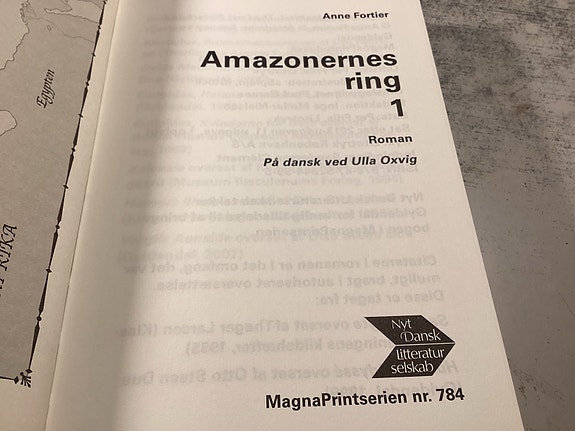 Anne Fortier
Amazonernes
ring
1
Roman
På dansk ved Ulla Oxvig
Nyt
Dansk
litteratur
selskab
MagnaPrintserien nr. 784
Egypten